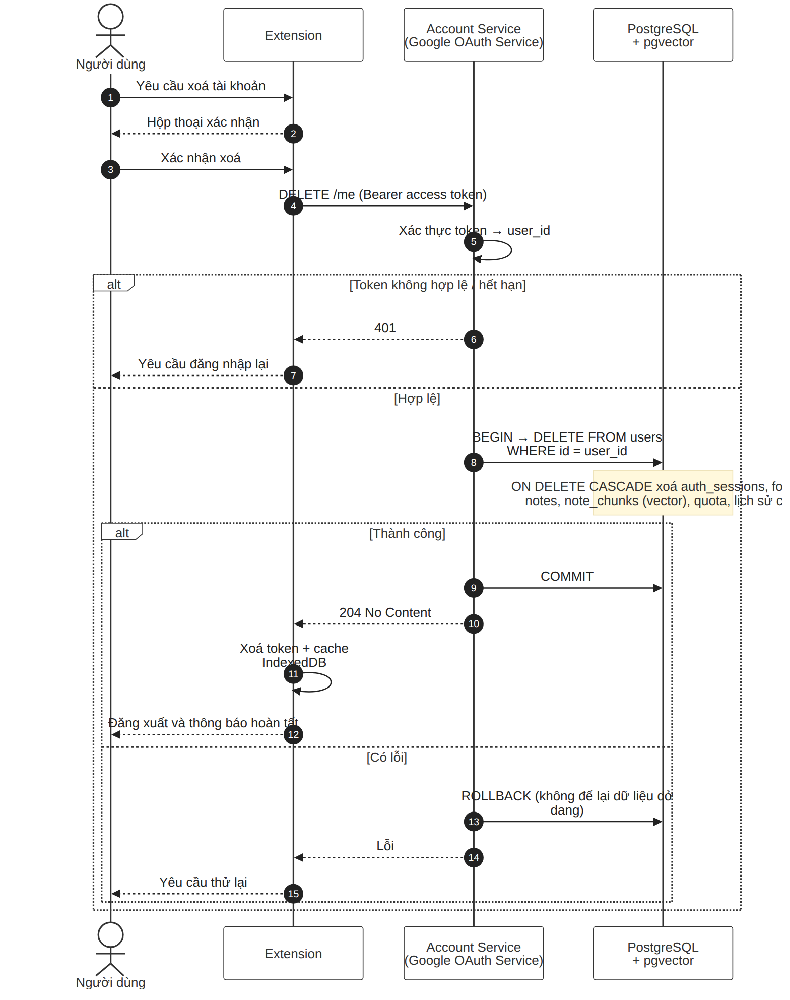 Người dùng
Extension
Account Service
(Google OAuth Service)
PostgreSQL
+ pgvector
Yêu cầu xoá tài khoản
1
Hộp thoại xác nhận
2
Xác nhận xoá
3
DELETE /me (Bearer access token)
4
Xác thực token → user_id
5
alt
[Token không hợp lệ / hết hạn]
401
6
Yêu cầu đăng nhập lại
7
[Hợp lệ]
BEGIN → DELETE FROM users
WHERE id = user_id
8
ON DELETE CASCADE xoá auth_sessions, fo
notes, note_chunks (vector), quota, lịch sử c
alt
[Thành công]
COMMIT
9
204 No Content
10
Xoá token + cache
IndexedDB
11
Đăng xuất và thông báo hoàn tất
12
[Có lỗi]
ROLLBACK (không để lại dữ liệu dở
dang)
13
Lỗi
14
Yêu cầu thử lại
15
Người dùng
Extension
Account Service
(Google OAuth Service)
PostgreSQL
+ pgvector